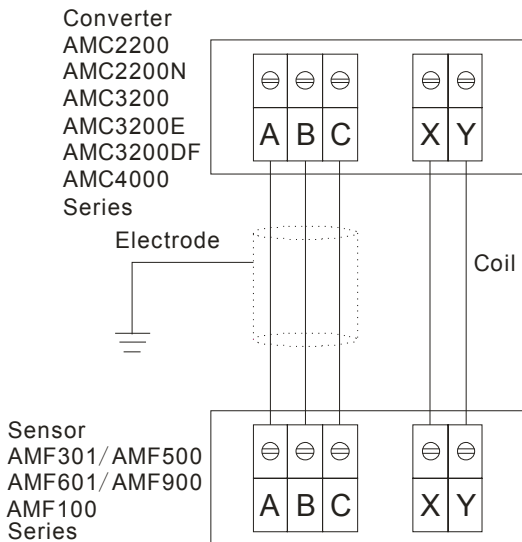 Converter
AMC2200
AMC2200N
AMC3200
AMC3200E
AMC3200DF
AMC4000
Series
A B C X Y
Electrode
Coil
Sensor
AMF301/AMF500
AMF601/AMF900
AMF100
Series
A B C X Y